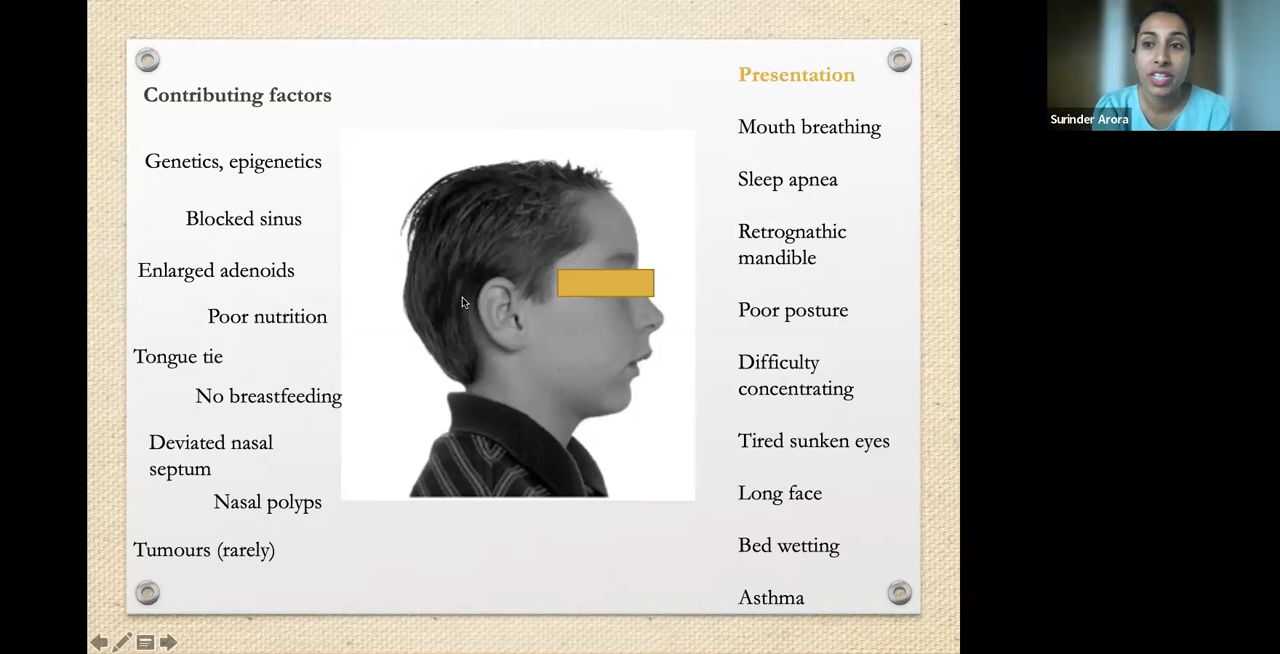 Contributing factors
Genetics, epigenetics
Blocked sinus
Enlarged adenoids
Poor nutrition
Tongue tie
No breastfeeding
Deviated nasal
septum
Nasal polyps
Tumours (rarely)
Presentation
Mouth breathing
Sleep apnea
Retrognathic
mandible
Poor posture
Difficulty
concentrating
Tired sunken eyes
Long face
Bed wetting
Asthma
Surinder Arora